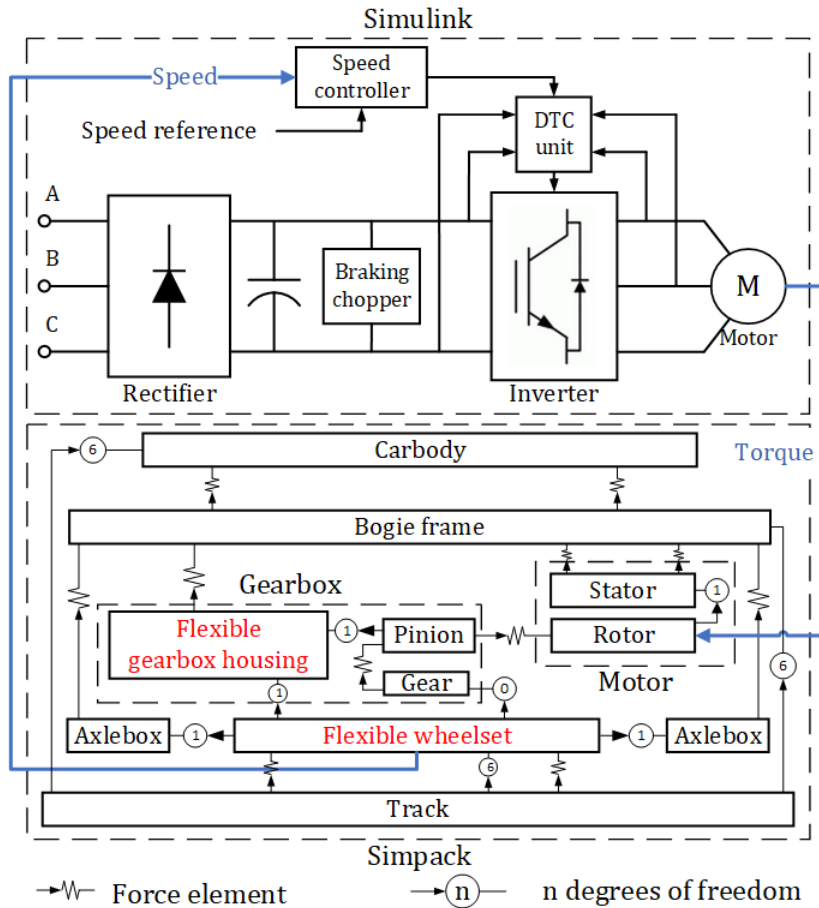 Simulink
Speed
Speed
controller
Speed reference
DTC
unit
A
B
C
Braking
chopper
M
Motor
Rectifier
Inverter
6
Carbody
Torque
Bogie frame
Gearbox
Stator
1
Flexible
gearbox housing
1
Pinion
Rotor
Gear
Motor
6
1
0
Axlebox
1
Flexible wheelset
1
Axlebox
6
Track
Simpack
Force element
n
n degrees of freedom